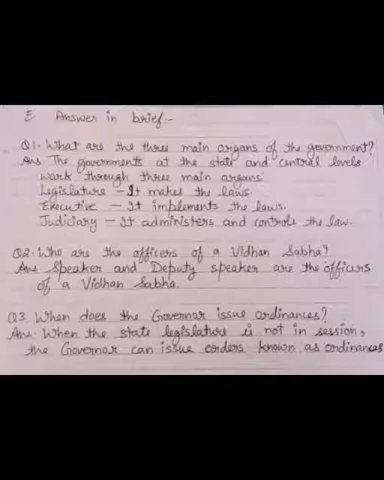 E Answer in brief:-
Q1. What are the three main organs of the government?
Ans. The governments at the state and central levels
work through three main organs.
Legislature - It makes the laws.
Executive - It implements the laws.
Judiciary - It administers and controls the law.
Q2. Who are the officers of a Vidhan Sabha?
Ans. Speaker and Deputy speaker are the officers
of a Vidhan Sabha.
Q3 When does the Governor issue ordinances?
Ans. When the state legislature is not in session,
the Governor can issue orders known as ordinances